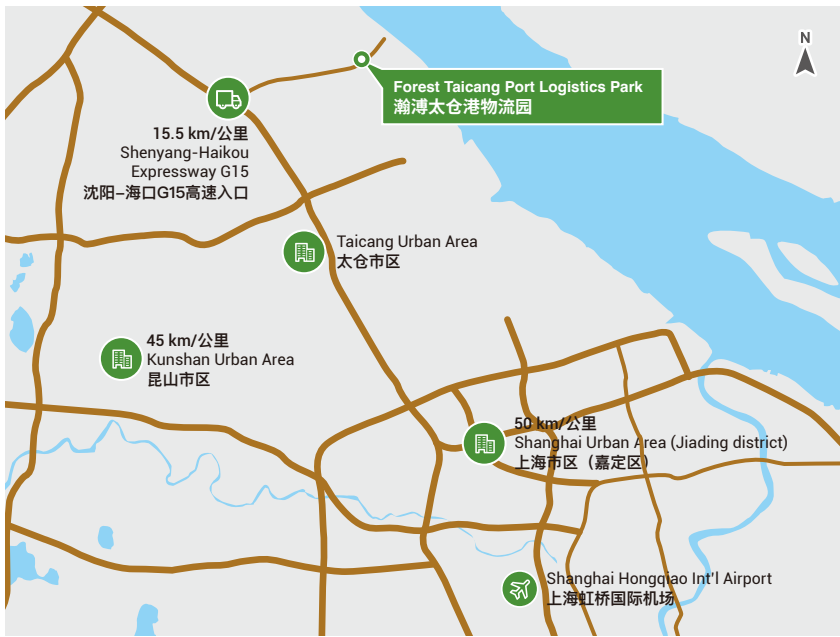 N
Forest Taicang Port Logistics Park
瀚溥太仓港物流园
15.5 km/公里
Shenyang-Haikou
Expressway G15
沈阳–海口G15高速入口
Taicang Urban Area
太仓市区
45 km/公里
Kunshan Urban Area
昆山市区
50 km/公里
Shanghai Urban Area (Jiading district)
上海市区（嘉定区）
Shanghai Hongqiao Int'l Airport
上海虹桥国际机场